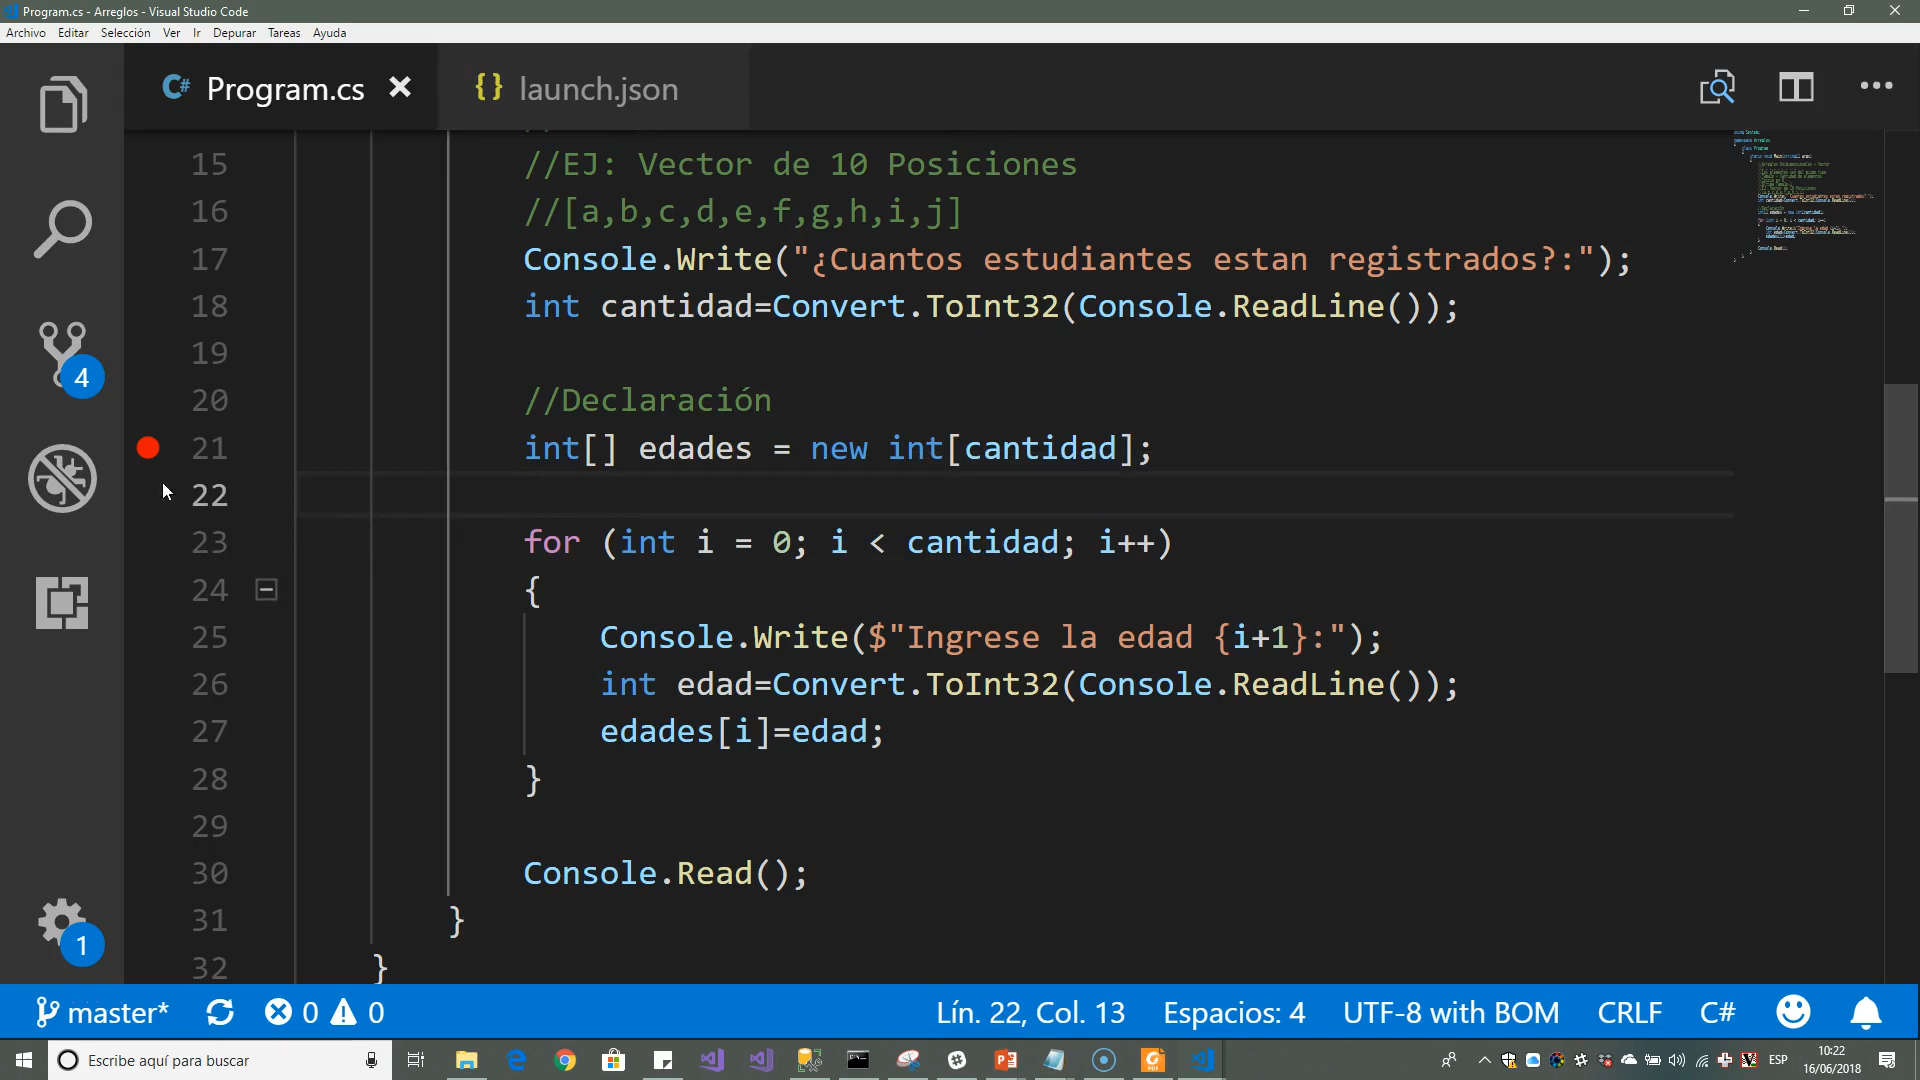 Program.cs - Arreglos - Visual Studio Code
Archivo Editar Selección Ver Ir Depurar Tareas Ayuda
C# Program.cs {} launch.json
15 //EJ: Vector de 10 Posiciones
16 //[a,b,c,d,e,f,g,h,i,j]
17 Console.Write("¿Cuantos estudiantes estan registrados?:");
18 int cantidad=Convert.ToInt32(Console.ReadLine());
19
20 //Declaración
21 int[] edades = new int[cantidad];
22
23 for (int i = 0; i < cantidad; i++)
24 {
25 Console.Write($"Ingrese la edad {i+1}:");
26 int edad=Convert.ToInt32(Console.ReadLine());
27 edades[i]=edad;
28 }
29
30 Console.Read();
31 }
32 }
4
1
master* 0 0 Lín. 22, Col. 13 Espacios: 4 UTF-8 with BOM CRLF C#
Escribe aquí para buscar ESP 10:22
16/06/2018